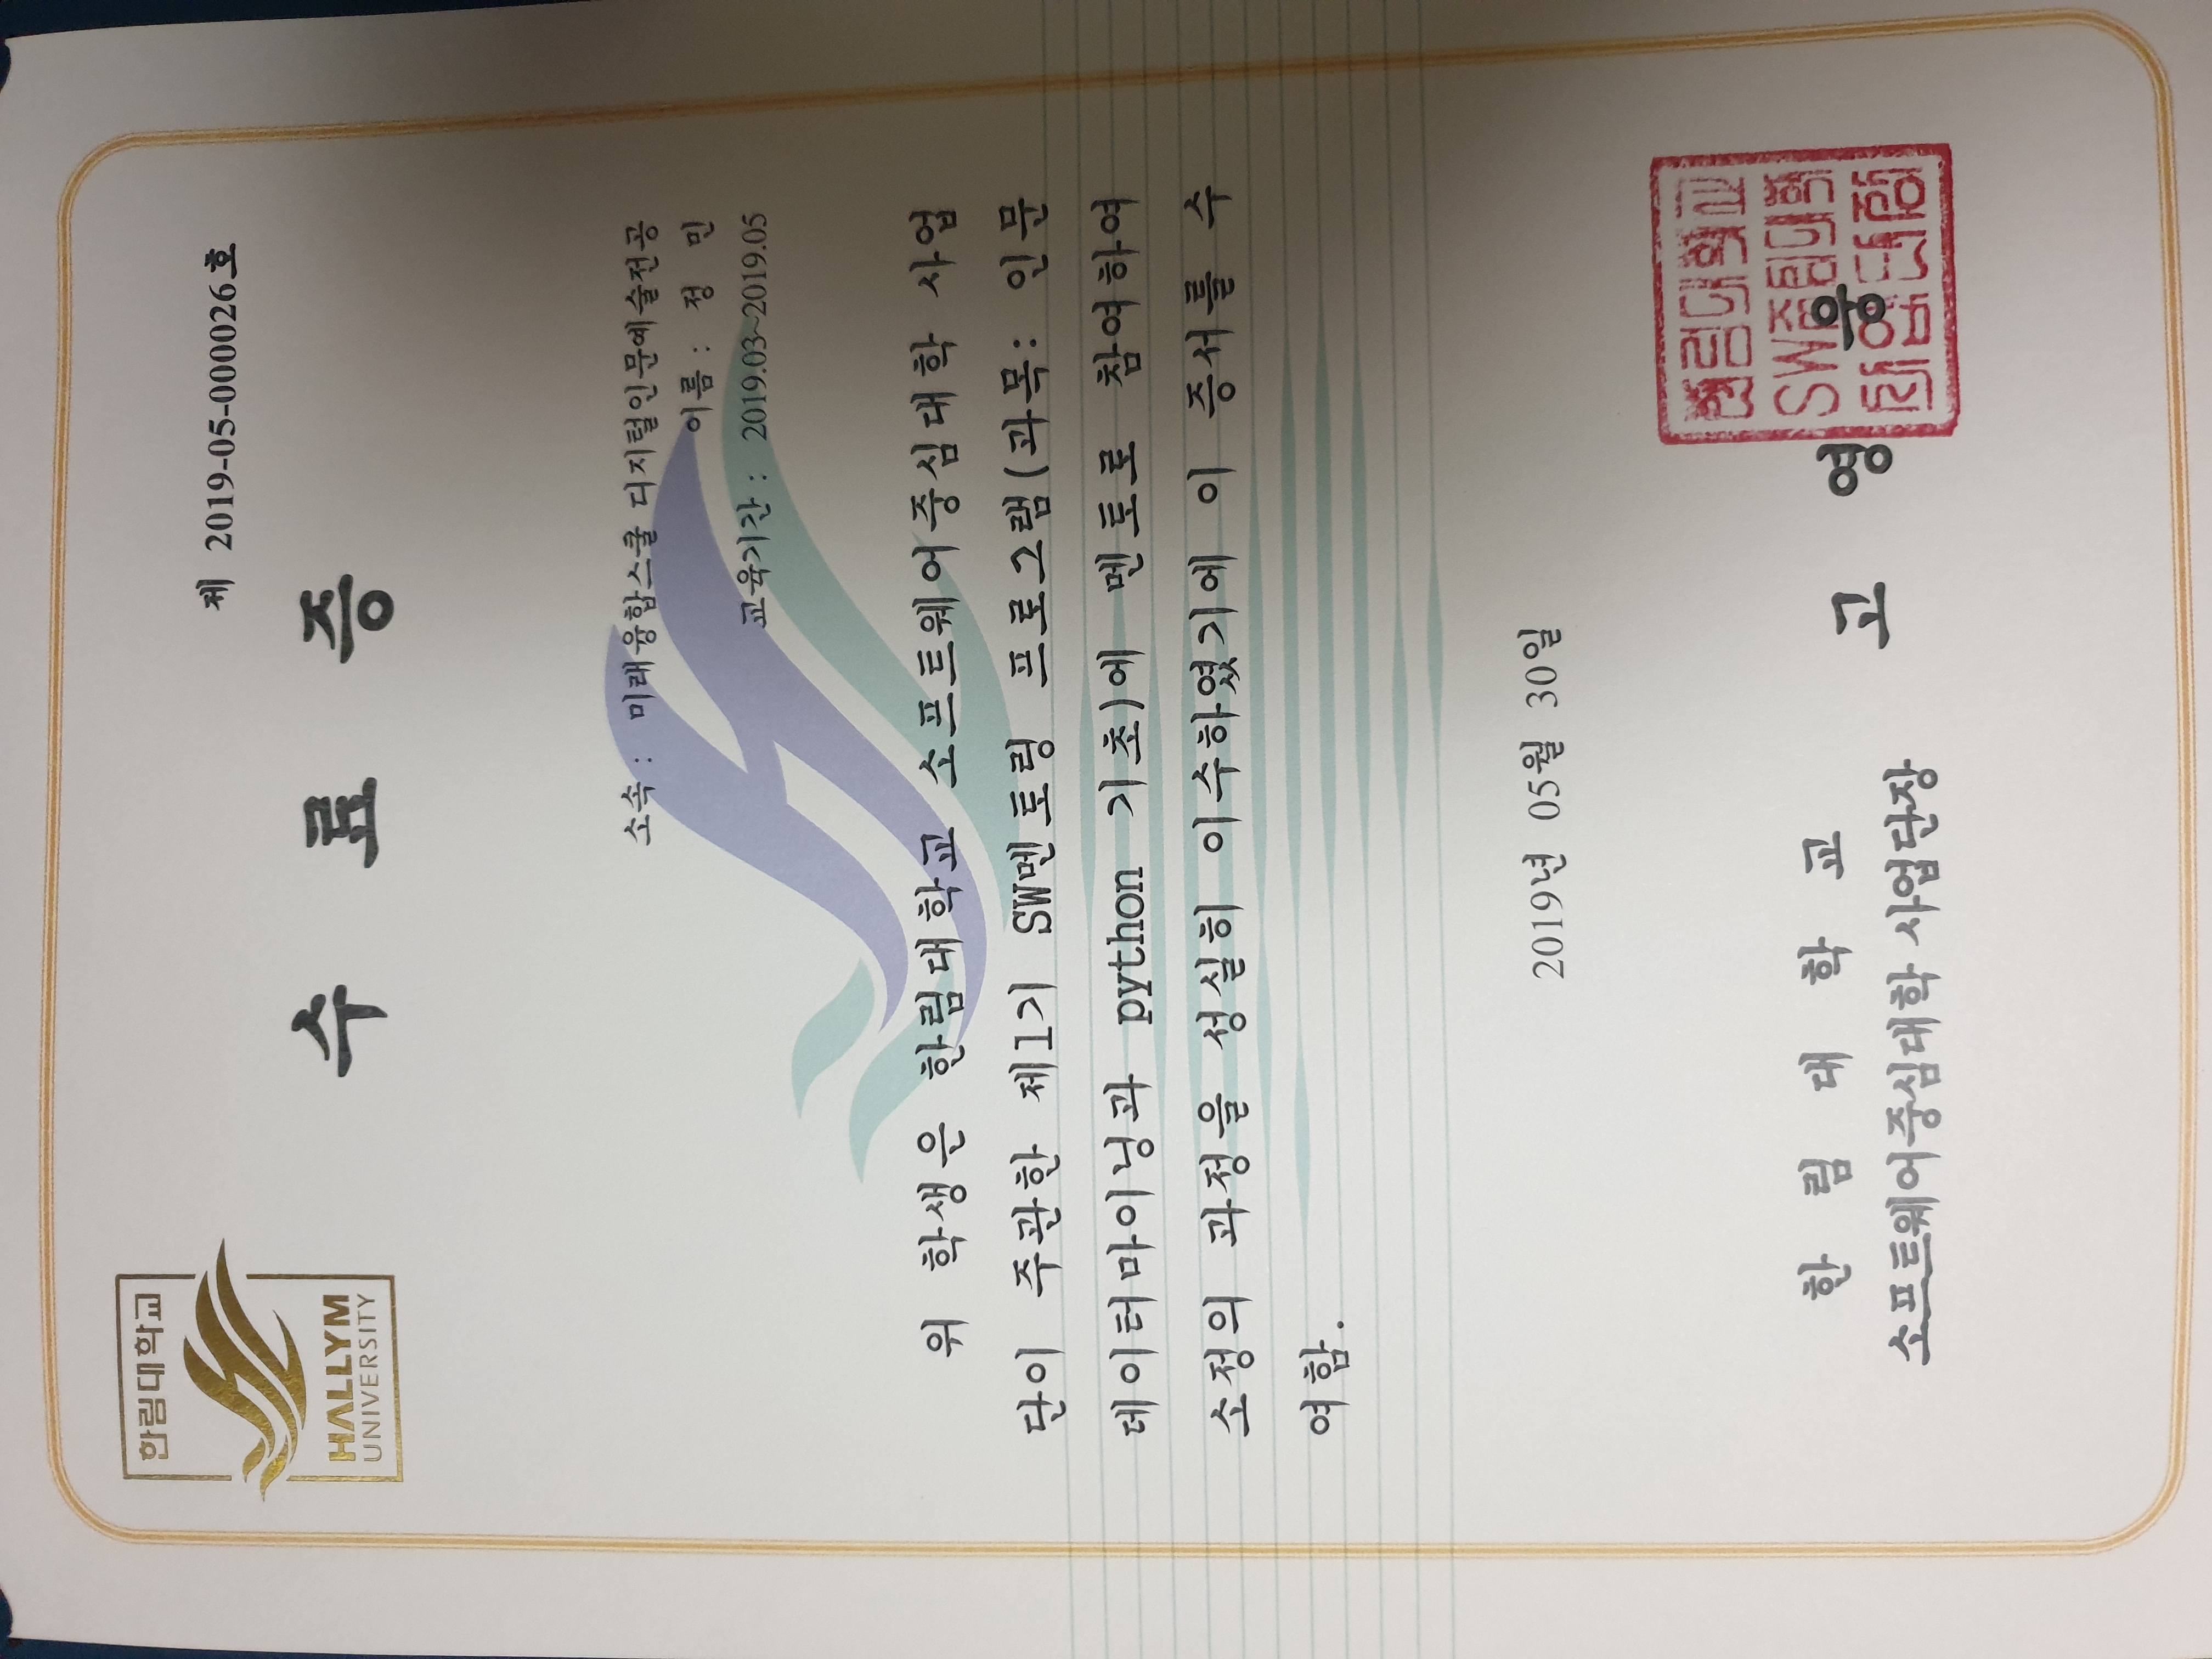 한림대학교
HALLYM
UNIVERSITY
제 2019-05-000026호
수 료 증
소속 : 미래융합스쿨 디지털인문예술전공
이름 : 정 민
교육기간 : 2019.03~2019.05
위 학생은 한림대학교 소프트웨어중심대학 사업
단이 주관한 제1기 SW멘토링 프로그램(과목: 인문
데이터마이닝과 python 기초)에 멘토로 참여하여
소정의 과정을 성실히 이수하였기에 이 증서를 수
여함.
2019년 05월 30일
한 림 대 학 교
소프트웨어중심대학 사업단장
고 영 웅
한림대학교
SW중심대학
사업단장